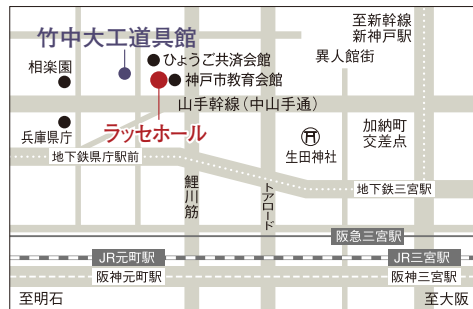 至新幹線
新神戸駅
竹中大工道具館
ひょうご共済会館
異人館街
相楽園
神戸市教育会館
山手幹線(中山手通)
ラッセホール
兵庫県庁
加納町
交差点
生田神社
地下鉄県庁駅前
鯉川筋
トアロード
地下鉄三宮駅
阪急三宮駅
JR元町駅
JR三宮駅
阪神元町駅
阪神三宮駅
至明石
至大阪